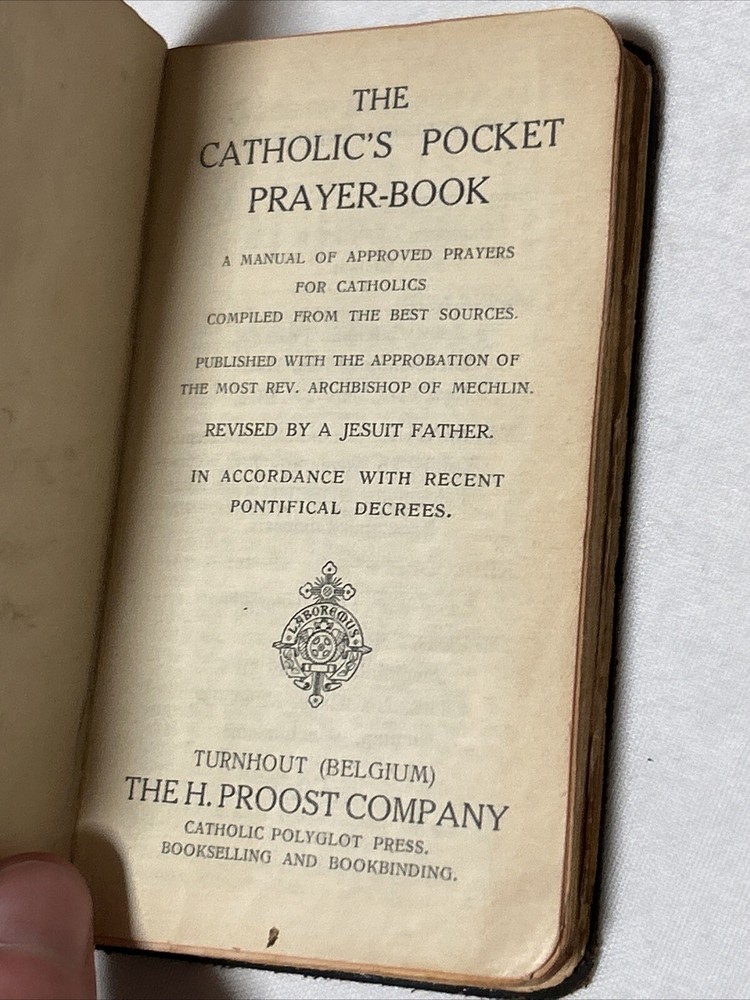 THE
CATHOLIC'S POCKET
PRAYER-BOOK
A MANUAL OF APPROVED PRAYERS
FOR CATHOLICS
COMPILED FROM THE BEST SOURCES.
PUBLISHED WITH THE APPROBATION OF
THE MOST REV. ARCHBISHOP OF MECHLIN.
REVISED BY A JESUIT FATHER.
IN ACCORDANCE WITH RECENT
PONTIFICAL DECREES.
LABOREMUS
TURNHOUT (BELGIUM)
THE H. PROOST COMPANY
CATHOLIC POLYGLOT PRESS.
BOOKSELLING AND BOOKBINDING.